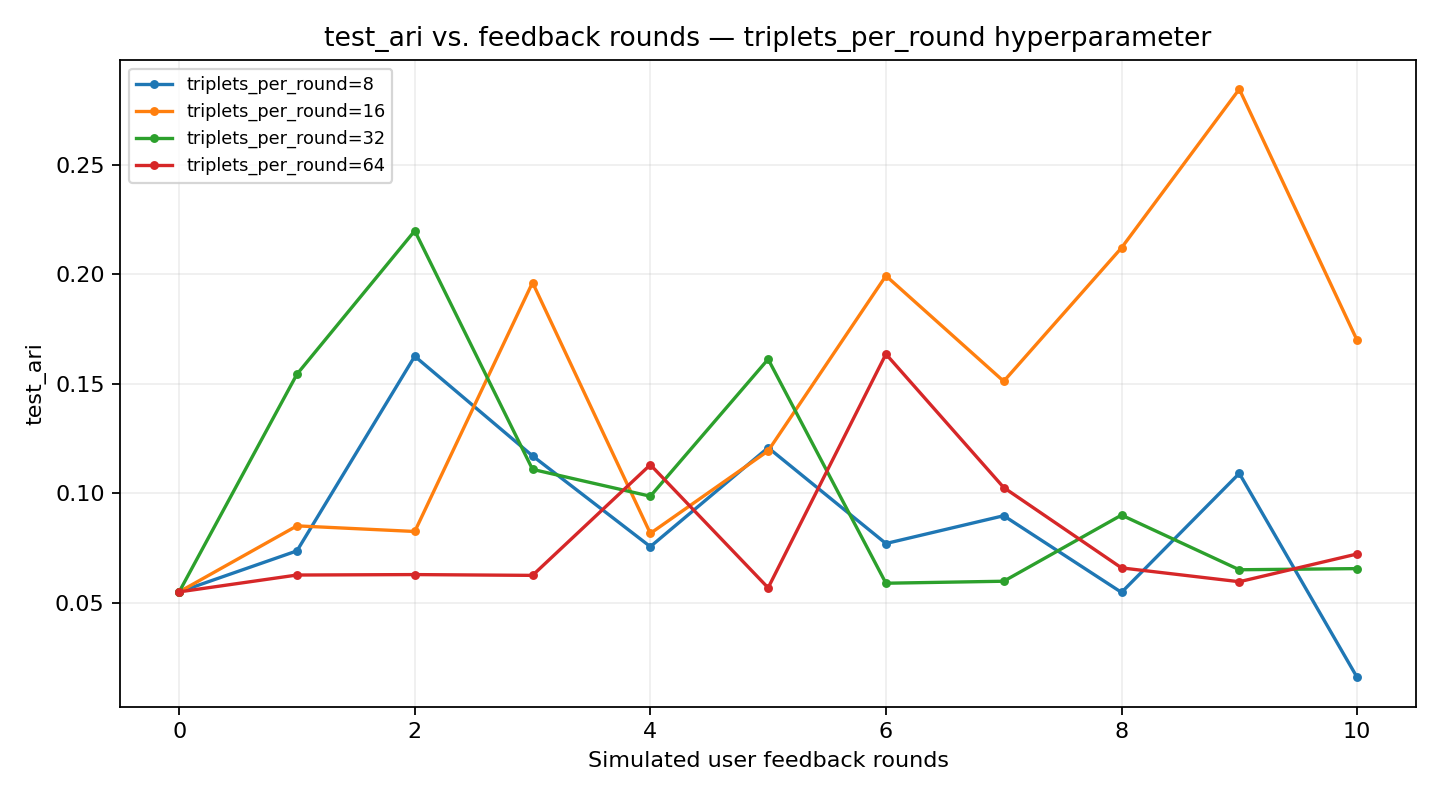 test_ari vs. feedback rounds — triplets_per_round hyperparameter
triplets_per_round=8
triplets_per_round=16
triplets_per_round=32
triplets_per_round=64
0.25
0.20
0.15
0.10
0.05
test_ari
0 2 4 6 8 10
Simulated user feedback rounds